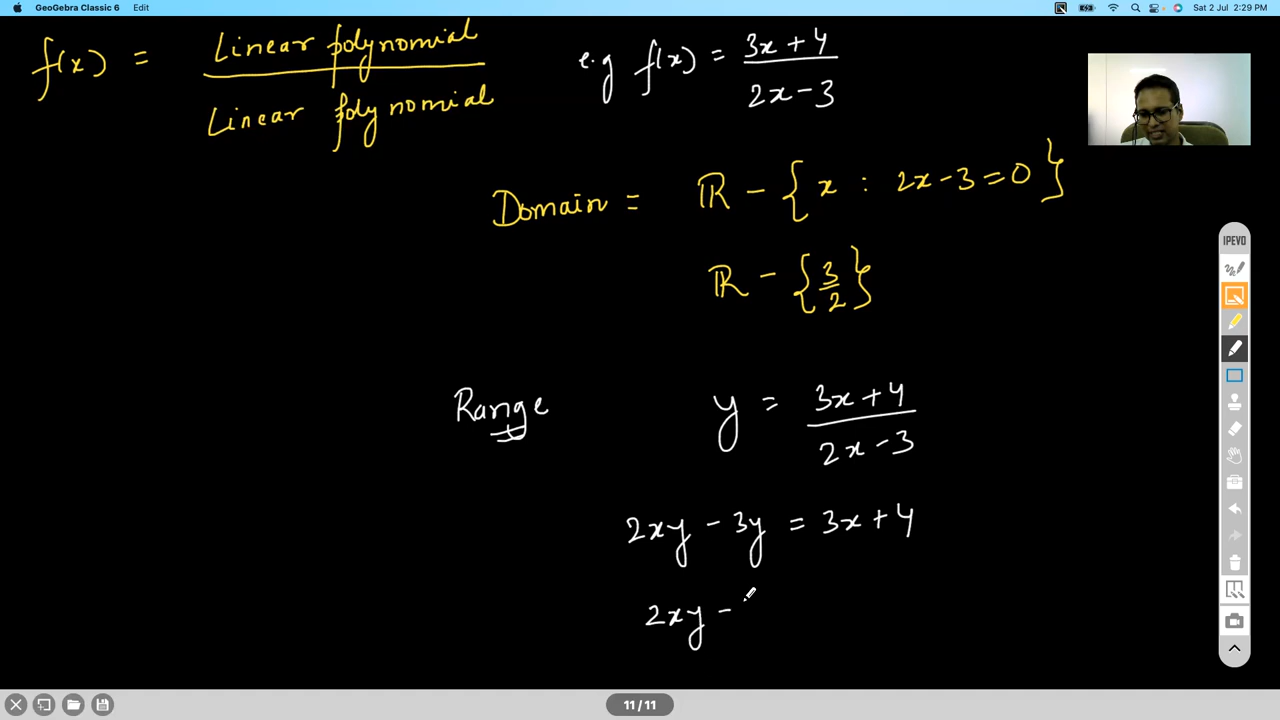 GeoGebra Classic 6 Edit Sat 2 Jul 2:29 PM
f(x) = Linear polynomial / Linear polynomial e.g f(x) = 3x + 4 / 2x - 3
Domain = ℝ - { x : 2x - 3 = 0 }
ℝ - { 3/2 }
Range y = 3x + 4 / 2x - 3
2xy - 3y = 3x + 4
2xy -
IPEVO
11 / 11